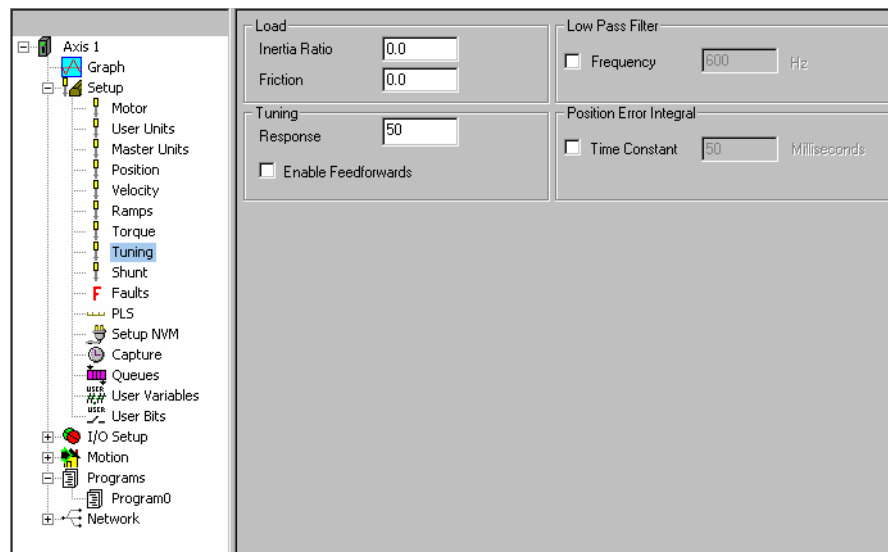 Axis 1
Graph
Setup
Motor
User Units
Master Units
Position
Velocity
Ramps
Torque
Tuning
Shunt
F Faults
PLS
Setup NVM
Capture
Queues
USER User Variables
USER User Bits
I/O Setup
Motion
Programs
Program0
Network
Load
Inertia Ratio 0.0
Friction 0.0
Tuning
Response 50
Enable Feedforwards
Low Pass Filter
Frequency 600 Hz
Position Error Integral
Time Constant 50 Milliseconds